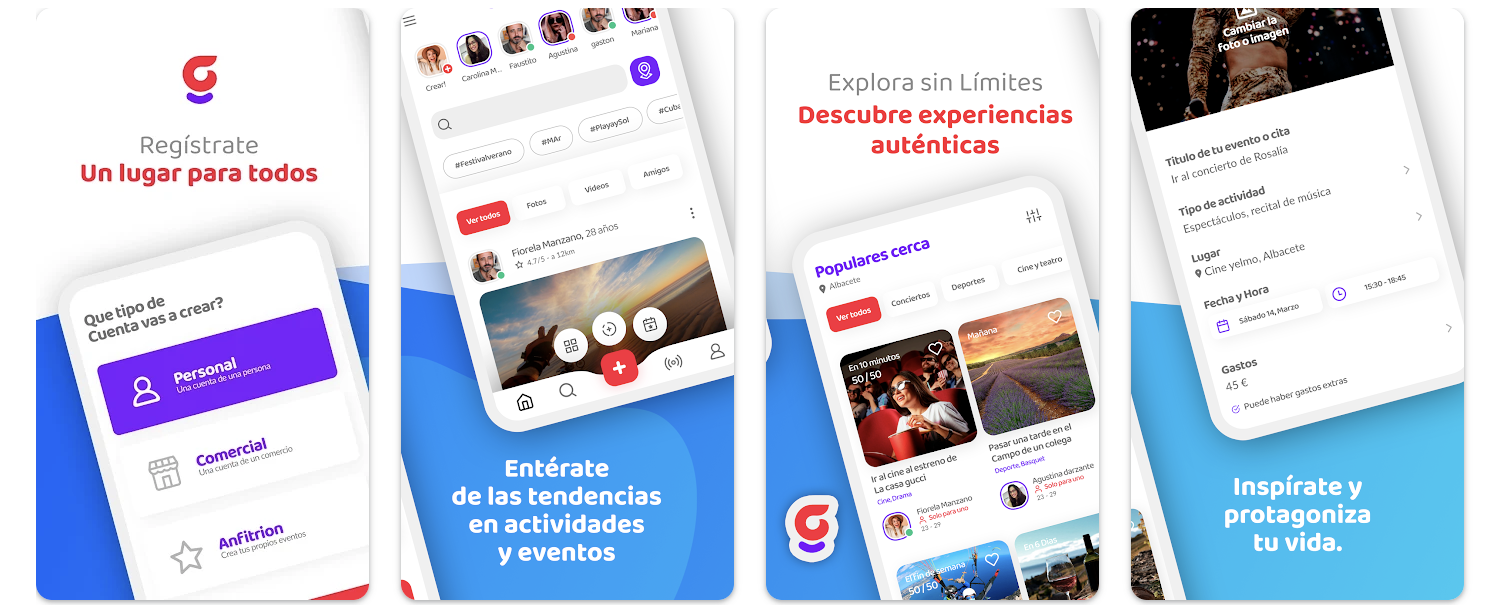 Regístrate
Un lugar para todos
Que tipo de
Cuenta vas a crear?
Personal
Una cuenta de una persona
Comercial
Una cuenta de un comercio
Anfitrion
Crea tus propios eventos
Crear!
Carolina M...
Faustito
Agustina
gaston
Mariana
#Festivalverano
#MAr
#PlayaySol
#Cuba
Ver todos
Fotos
Videos
Amigos
Fiorela Manzano, 28 años
4.7/5 - a 12km
Entérate
de las tendencias
en actividades
y eventos
Explora sin Límites
Descubre experiencias
auténticas
Populares cerca
Albacete
Ver todos
Conciertos
Deportes
Cine y teatro
En 10 minutos
50/50
Mañana
Ir al cine al estreno de
La casa gucci
Cine, Drama
Fiorela Manzano
Solo para uno
23 - 29
Pasar una tarde en el
Campo de un colega
Deporte, Basquet
Agustina darzante
Solo para uno
23 - 29
El fin de semana
50/50
En 6 Dias
Cambiar la
foto o imagen
Titulo de tu evento o cita
Ir al concierto de Rosalía
Tipo de actividad
Espectáculos, recital de música
Lugar
Cine yelmo, Albacete
Fecha y Hora
Sábado 14, Marzo
15:30 - 18:45
Gastos
45 €
Puede haber gastos extras
Inspírate y
protagoniza
tu vida.